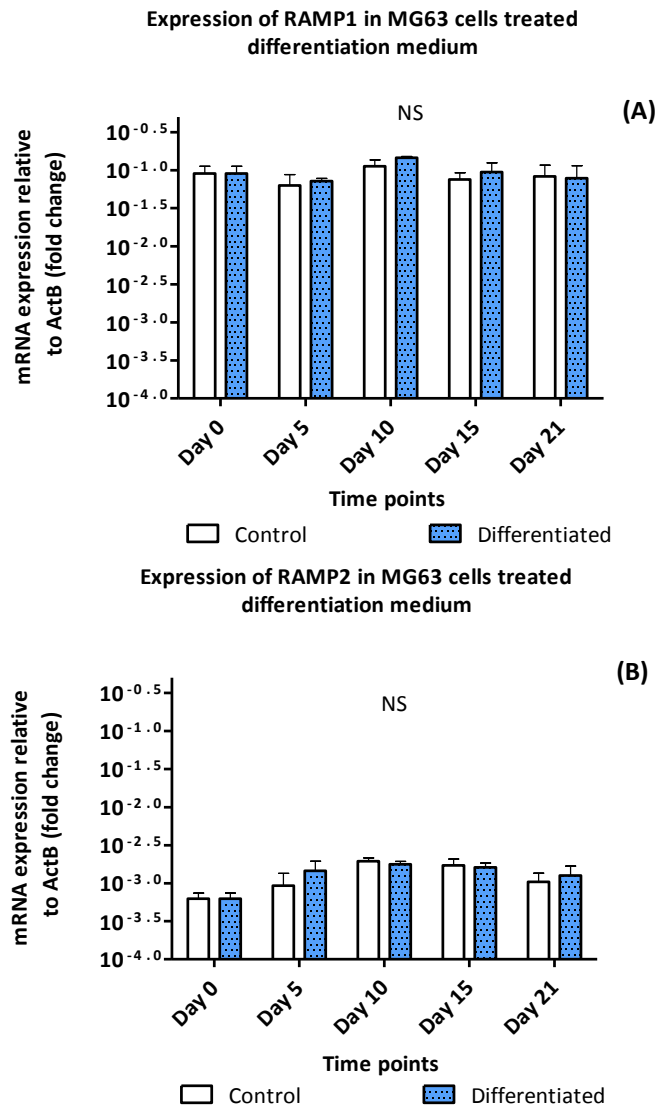 Expression of RAMP1 in MG63 cells treated
differentiation medium
(A)
NS
mRNA expression relative
to ActB (fold change)
10-0.5
10-1.0
10-1.5
10-2.0
10-2.5
10-3.0
10-3.5
10-4.0
Day 0
Day 5
Day 10
Day 15
Day 21
Time points
Control
Differentiated
Expression of RAMP2 in MG63 cells treated
differentiation medium
(B)
NS
mRNA expression relative
to ActB (fold change)
10-0.5
10-1.0
10-1.5
10-2.0
10-2.5
10-3.0
10-3.5
10-4.0
Day 0
Day 5
Day 10
Day 15
Day 21
Time points
Control
Differentiated